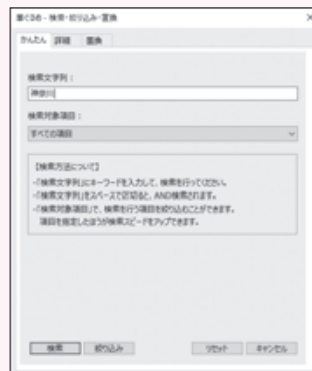 筆ぐるめ - 検索・絞り込み・置換
かんたん 詳細 置換
検索文字列：
神奈川
検索対象項目：
すべての項目
【検索方法について】
-「検索文字列」にキーワードを入力して、検索を行ってください。
-「検索文字列」をスペースで区切ると、AND検索されます。
-「検索対象項目」で、検索を行う項目を絞り込むことができます。
項目を指定したほうが検索スピードをアップできます。
検索 絞り込み リセット キャンセル